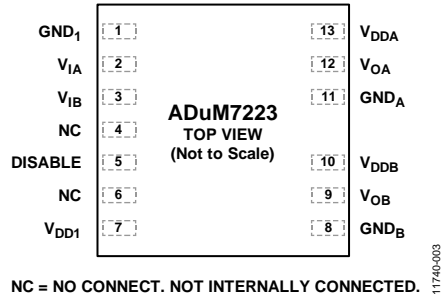 GND1 1 13 VDDA
VIA 2 12 VOA
VIB 3 11 GNDA
ADuM7223
NC 4 TOP VIEW
(Not to Scale)
DISABLE 5 10 VDDB
NC 6 9 VOB
VDD1 7 8 GNDB
NC = NO CONNECT. NOT INTERNALLY CONNECTED.
11740-003